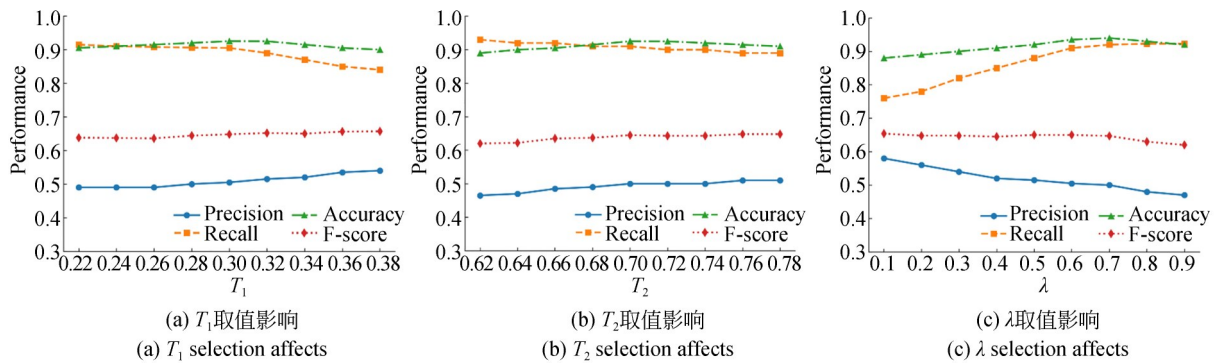 1.0
0.9
0.8
0.7
0.6
0.5
0.4
0.3
Performance
Precision
Accuracy
Recall
F-score
0.22 0.24 0.26 0.28 0.30 0.32 0.34 0.36 0.38
T₁
(a) T₁取值影响
(a) T₁ selection affects
1.0
0.9
0.8
0.7
0.6
0.5
0.4
0.3
Performance
Precision
Accuracy
Recall
F-score
0.62 0.64 0.66 0.68 0.70 0.72 0.74 0.76 0.78
T₂
(b) T₂取值影响
(b) T₂ selection affects
1.0
0.9
0.8
0.7
0.6
0.5
0.4
0.3
Performance
Precision
Accuracy
Recall
F-score
0.1 0.2 0.3 0.4 0.5 0.6 0.7 0.8 0.9
λ
(c) λ取值影响
(c) λ selection affects